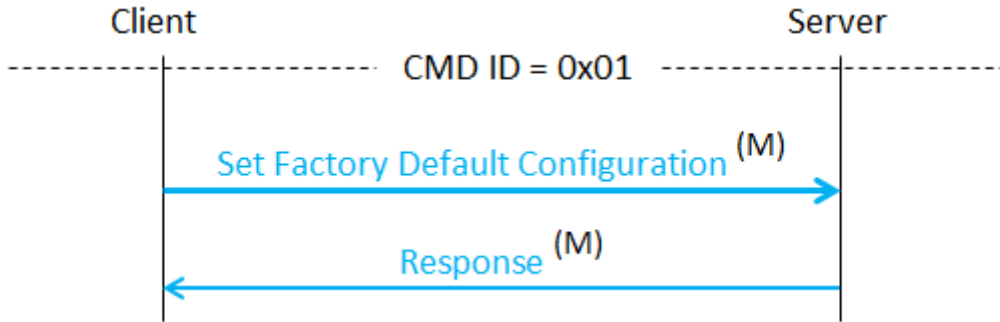 Client Server
CMD ID = 0x01
Set Factory Default Configuration (M)
Response (M)